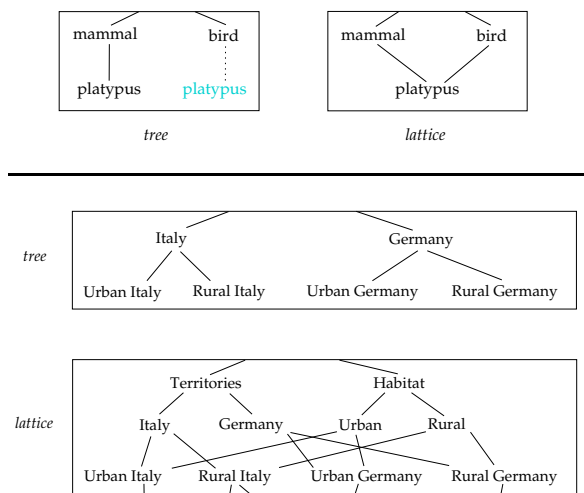 mammal bird
platypus platypus
tree
mammal bird
platypus
lattice
tree
Italy Germany
Urban Italy Rural Italy Urban Germany Rural Germany
lattice
Territories Habitat
Italy Germany Urban Rural
Urban Italy Rural Italy Urban Germany Rural Germany